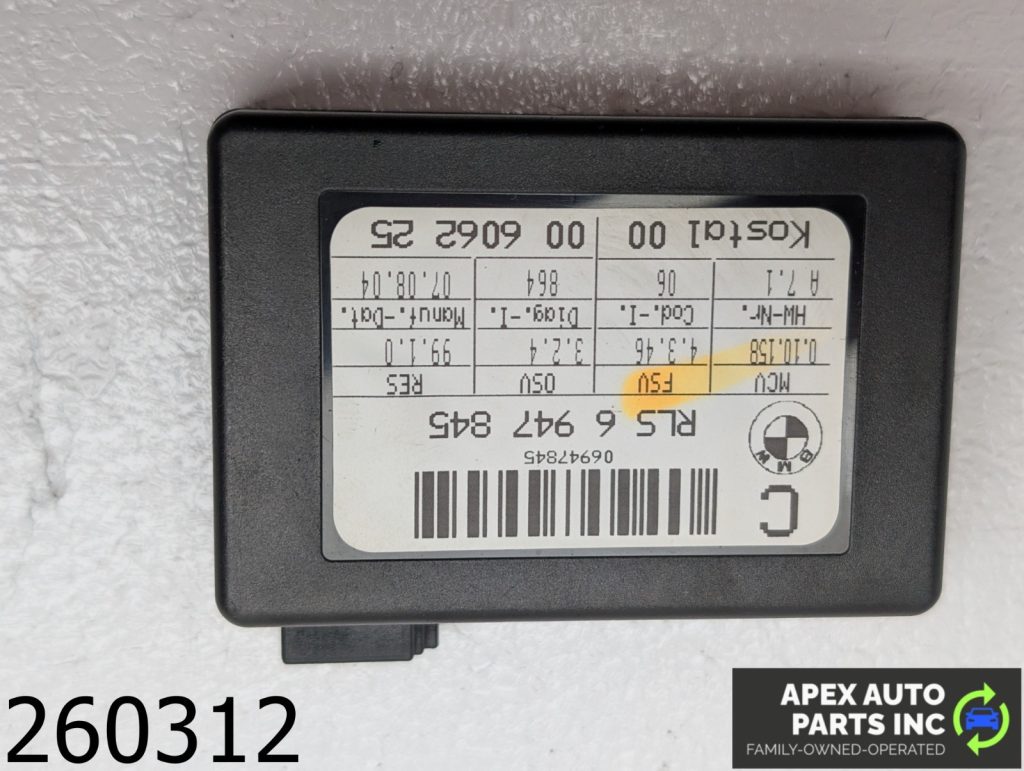 C
06947845
BMW
RLS 6 947 845
MCV FSV OSV RES
0.10.158 4.3.46 3.2.4 99.1.0
HW-Nr. Cod.-I. Diag.-I. Manuf.-Dat.
A 7.1 06 864 07.08.04
Kostal 00 00 6062 25
260312
APEX AUTO
PARTS INC
FAMILY-OWNED-OPERATED